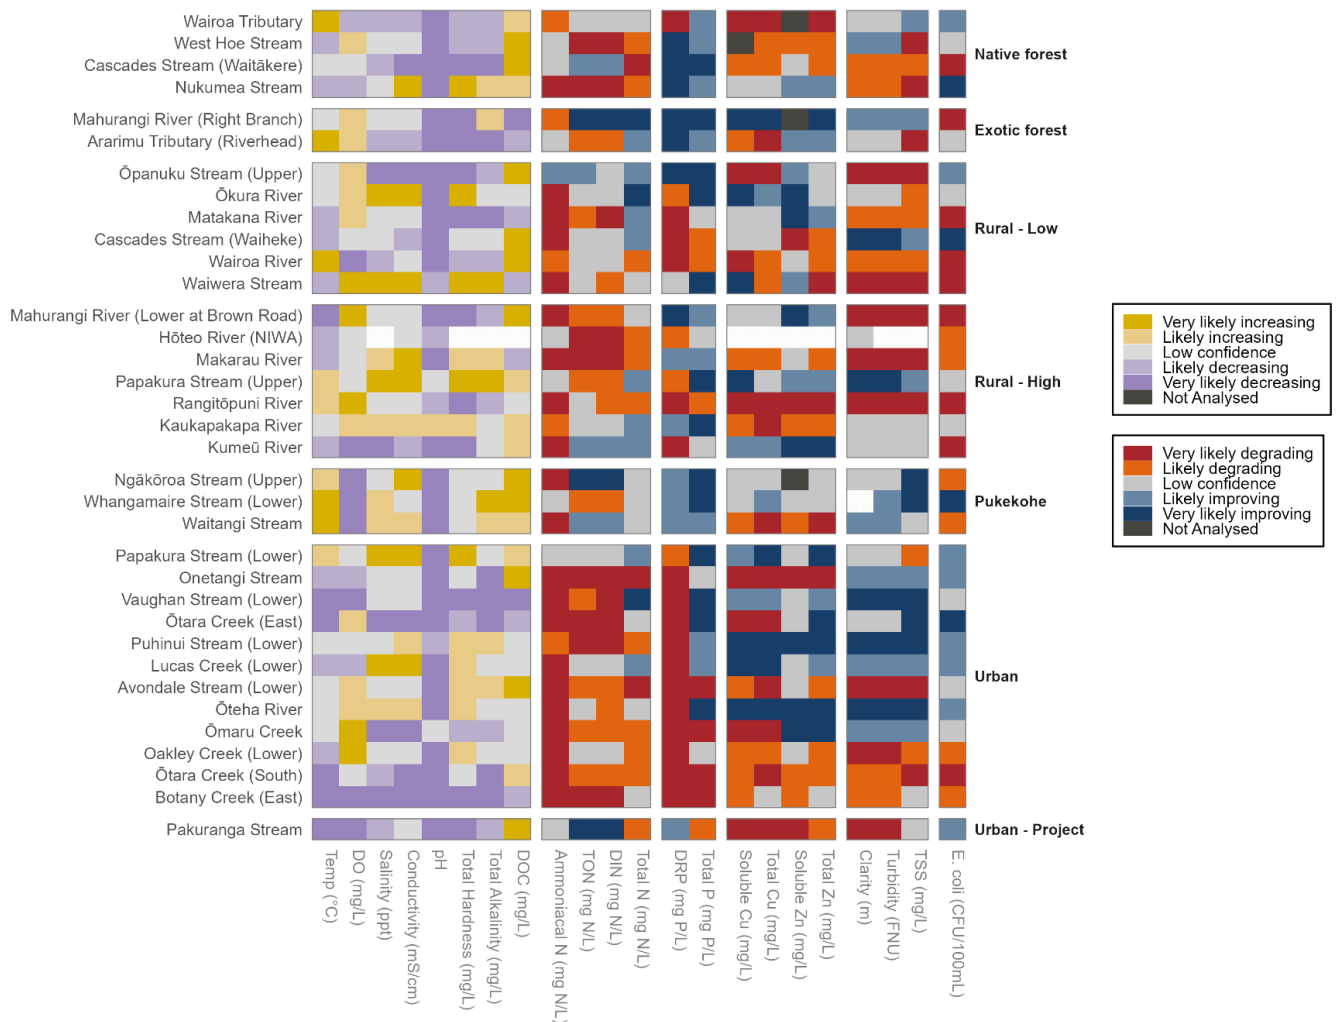 Wairoa Tributary
West Hoe Stream
Cascades Stream (Waitākere)
Nukumea Stream
Native forest
Mahurangi River (Right Branch)
Ararimu Tributary (Riverhead)
Exotic forest
Ōpanuku Stream (Upper)
Ōkura River
Matakana River
Cascades Stream (Waiheke)
Wairoa River
Waiwera Stream
Rural - Low
Mahurangi River (Lower at Brown Road)
Hōteo River (NIWA)
Makarau River
Papakura Stream (Upper)
Rangitōpuni River
Kaukapakapa River
Kumeū River
Rural - High
Ngākōroa Stream (Upper)
Whangamaire Stream (Lower)
Waitangi Stream
Pukekohe
Papakura Stream (Lower)
Onetangi Stream
Vaughan Stream (Lower)
Ōtara Creek (East)
Puhinui Stream (Lower)
Lucas Creek (Lower)
Avondale Stream (Lower)
Ōteha River
Ōmaru Creek
Oakley Creek (Lower)
Ōtara Creek (South)
Botany Creek (East)
Urban
Pakuranga Stream
Urban - Project
Temp (°C)
DO (mg/L)
Salinity (ppt)
Conductivity (mS/cm)
pH
Total Hardness (mg/L)
Total Alkalinity (mg/L)
DOC (mg/L)
Ammoniacal N (mg N/L)
TON (mg N/L)
DIN (mg N/L)
Total N (mg N/L)
DRP (mg P/L)
Total P (mg P/L)
Soluble Cu (mg/L)
Total Cu (mg/L)
Soluble Zn (mg/L)
Total Zn (mg/L)
Clarity (m)
Turbidity (FNU)
TSS (mg/L)
E. coli (CFU/100mL)
Very likely increasing
Likely increasing
Low confidence
Likely decreasing
Very likely decreasing
Not Analysed
Very likely degrading
Likely degrading
Low confidence
Likely improving
Very likely improving
Not Analysed